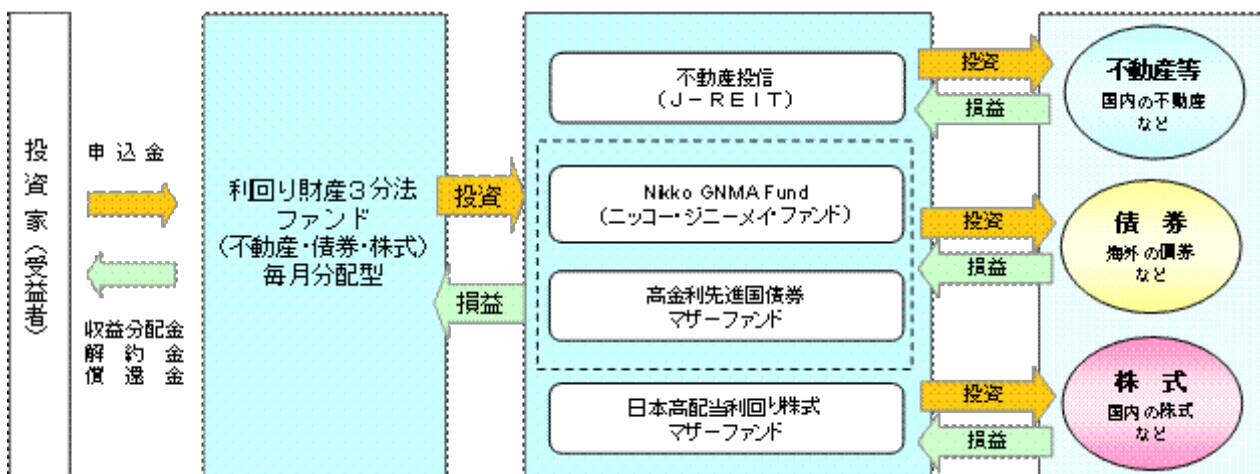 投資家（受益者）
申込金
収益分配金
解約金
償還金
利回り財産３分法
ファンド
（不動産・債券・株式）
毎月分配型
投資
損益
不動産投信
（Ｊ－ＲＥＩＴ）
Nikko GNMA Fund
（ニッコー・ジニーメイ・ファンド）
高金利先進国債券
マザーファンド
日本高配当利回り株式
マザーファンド
投資
損益
投資
損益
投資
損益
不動産等
国内の不動産
など
債券
海外の債券
など
株式
国内の株式
など